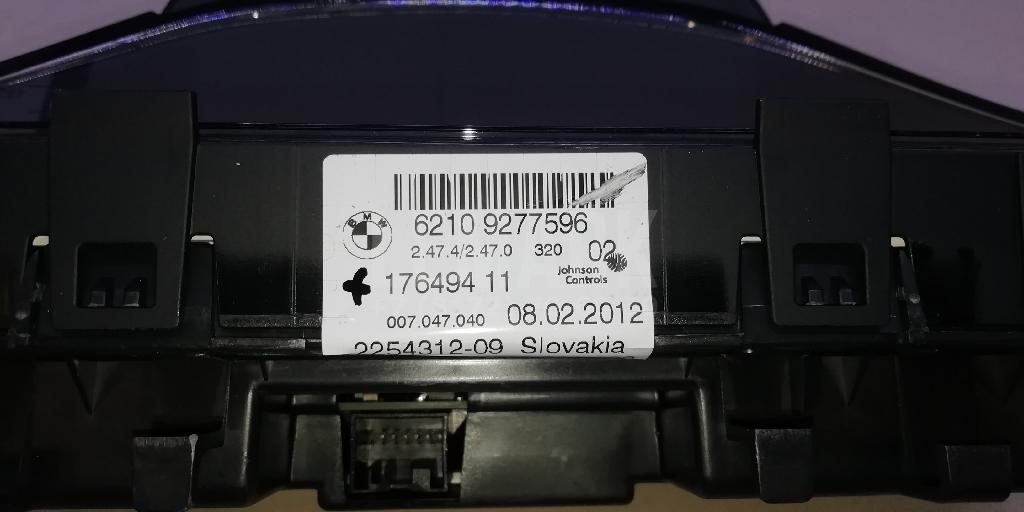 BMW
6210 9277596
2.47.4/2.47.0 320 02
Johnson
Controls
176494 11
007.047.040 08.02.2012
2254312-09 Slovakia